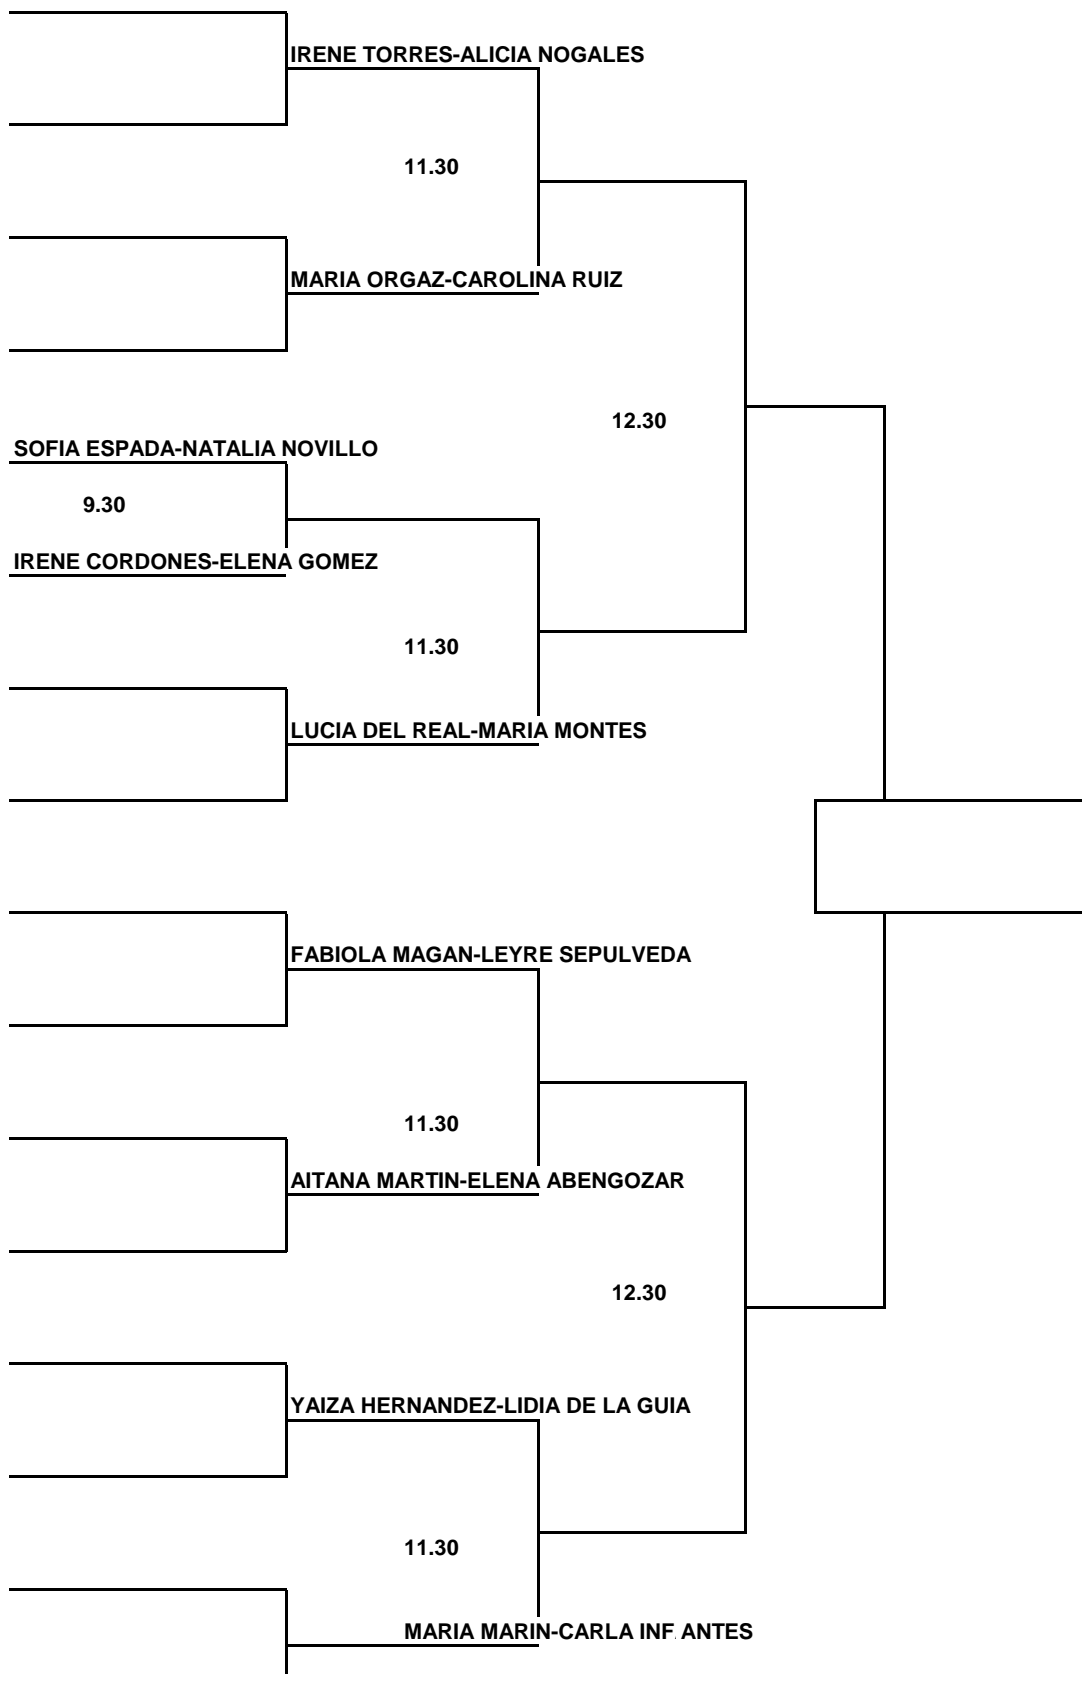 IRENE TORRES-ALICIA NOGALES
11.30
MARIA ORGAZ-CAROLINA RUIZ
12.30
SOFIA ESPADA-NATALIA NOVILLO
9.30
IRENE CORDONES-ELENA GOMEZ
11.30
LUCIA DEL REAL-MARIA MONTES
FABIOLA MAGAN-LEYRE SEPULVEDA
11.30
AITANA MARTIN-ELENA ABENGOZAR
12.30
YAIZA HERNANDEZ-LIDIA DE LA GUIA
11.30
MARIA MARIN-CARLA INFANTES